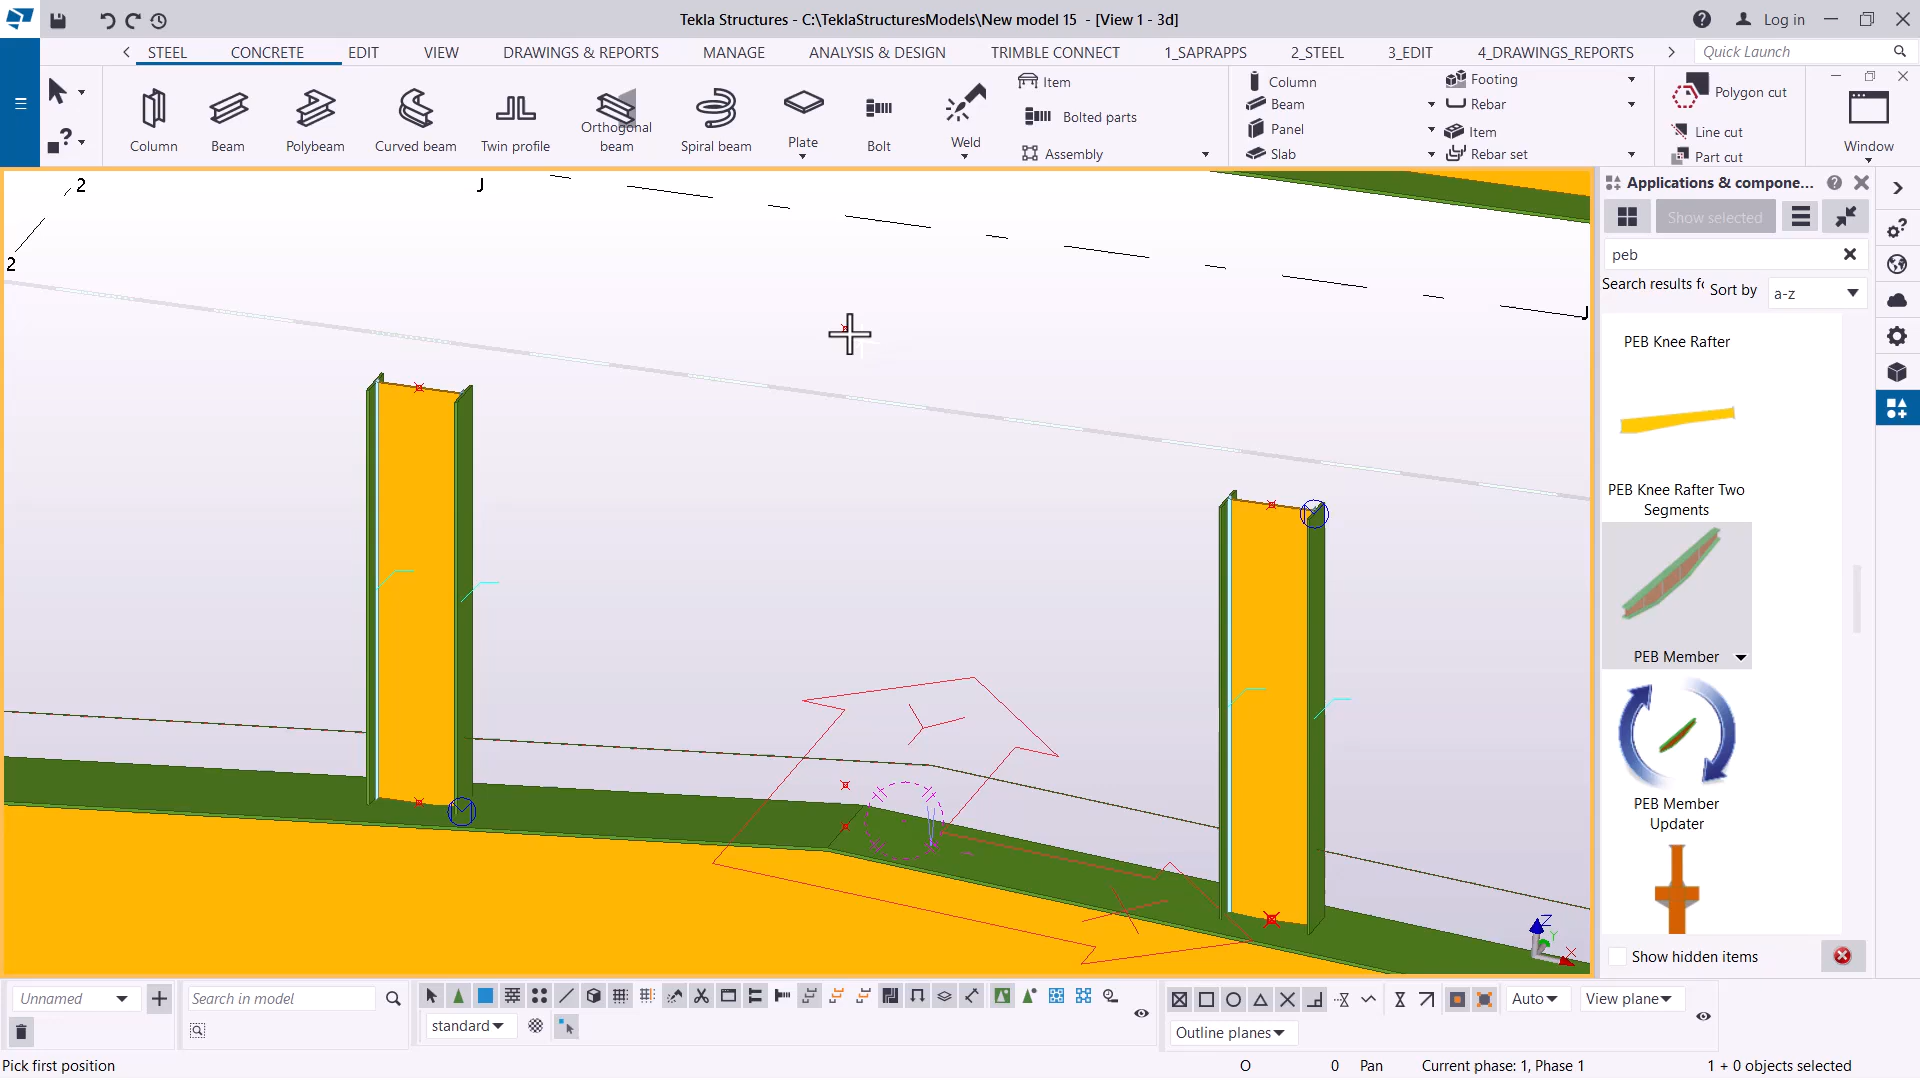 Tekla Structures - C:\TeklaStructuresModels\New model 15 - [View 1 - 3d]
Log in
STEEL CONCRETE EDIT VIEW DRAWINGS & REPORTS MANAGE ANALYSIS & DESIGN TRIMBLE CONNECT 1_SAPRAPPS 2_STEEL 3_EDIT 4_DRAWINGS_REPORTS
Quick Launch
Column
Beam
Polybeam
Curved beam
Twin profile
Orthogonal
beam
Spiral beam
Plate
Bolt
Weld
Item
Bolted parts
Assembly
Column
Beam
Panel
Slab
Footing
Rebar
Item
Rebar set
Polygon cut
Line cut
Part cut
Window
2
J
2
J
Z
Y
X
Applications & compone...
Show selected
peb
Search results fo
Sort by
a-z
PEB Knee Rafter
PEB Knee Rafter Two
Segments
PEB Member
PEB Member
Updater
Show hidden items
Unnamed
Search in model
standard
Auto
View plane
Outline planes
Pick first position
O
0
Pan
Current phase: 1, Phase 1
1 + 0 objects selected